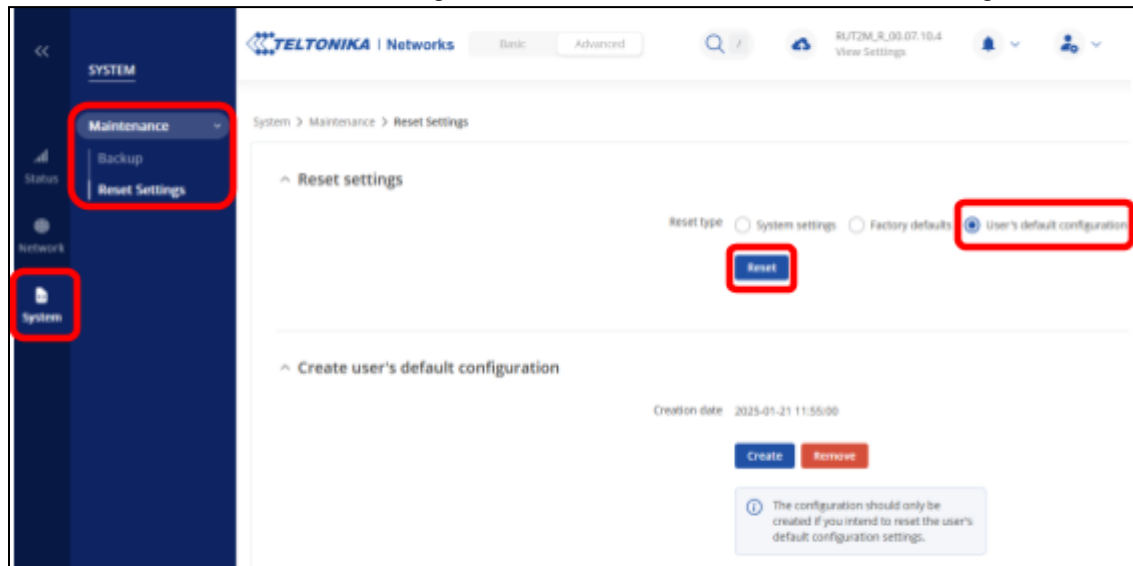 TELTONIKA | Networks
Basic
Advanced
/
RUT2M_R_00.07.10.4
View Settings
SYSTEM
Maintenance
Backup
Reset Settings
Status
Network
System
System > Maintenance > Reset Settings
Reset settings
Reset type System settings Factory defaults User's default configuration
Reset
Create user's default configuration
Creation date 2025-01-21 11:55:00
Create Remove
The configuration should only be
created if you intend to reset the user's
default configuration settings.